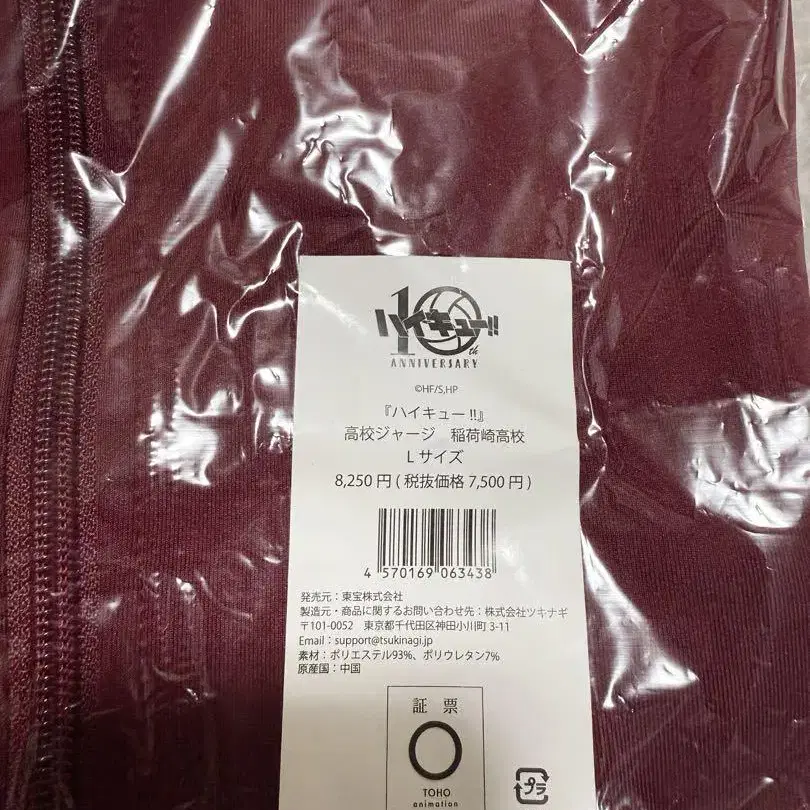 ハイキュー!!
10th
ANNIVERSARY
©HF/S,HP
『ハイキュー!!』
高校ジャージ　稲荷崎高校
Lサイズ
8,250円(税抜価格7,500円)
4 570169 063438
発売元：東宝株式会社
製造元・商品に関するお問い合わせ先：株式会社ツキナギ
〒101-0052　東京都千代田区神田小川町3-11
Email：support@tsukinagi.jp
素材：ポリエステル93%、ポリウレタン7%
原産国：中国
証 票
TOHO
animation
プラ